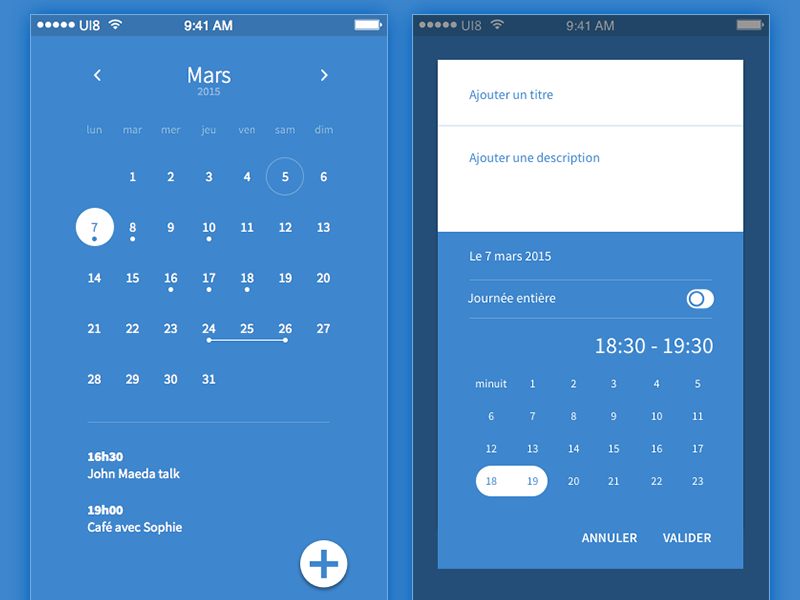 UI8 9:41 AM
Mars
2015
lun mar mer jeu ven sam dim
1 2 3 4 5 6
7 8 9 10 11 12 13
14 15 16 17 18 19 20
21 22 23 24 25 26 27
28 29 30 31
16h30
John Maeda talk
19h00
Café avec Sophie
UI8 9:41 AM
Ajouter un titre
Ajouter une description
Le 7 mars 2015
Journée entière
18:30 - 19:30
minuit 1 2 3 4 5
6 7 8 9 10 11
12 13 14 15 16 17
18 19 20 21 22 23
ANNULER VALIDER